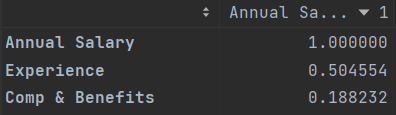 Annual Sa... 1
Annual Salary 1.000000
Experience 0.504554
Comp & Benefits 0.188232